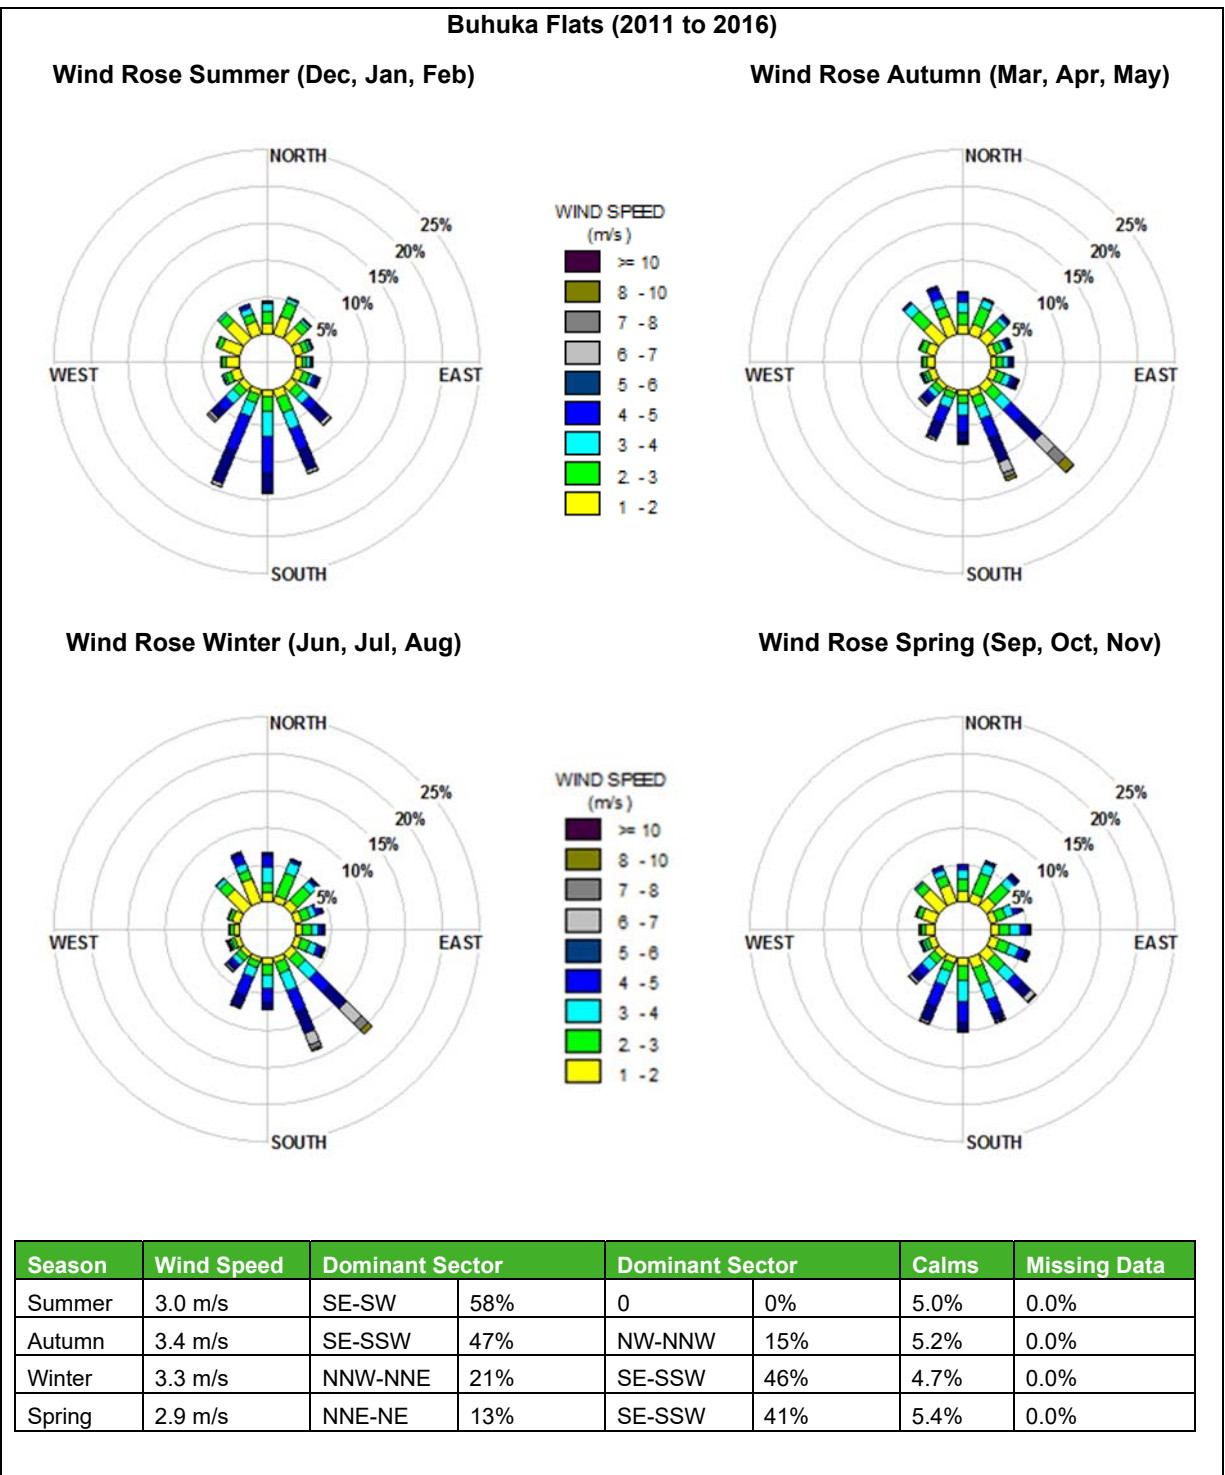 Buhuka Flats (2011 to 2016)
Wind Rose Summer (Dec, Jan, Feb)
Wind Rose Autumn (Mar, Apr, May)
NORTH
25%
20%
15%
10%
5%
WEST
EAST
SOUTH
WIND SPEED
(m/s)
>= 10
8 - 10
7 - 8
6 - 7
5 - 6
4 - 5
3 - 4
2 - 3
1 - 2
NORTH
25%
20%
15%
10%
5%
WEST
EAST
SOUTH
Wind Rose Winter (Jun, Jul, Aug)
Wind Rose Spring (Sep, Oct, Nov)
NORTH
25%
20%
15%
10%
5%
WEST
EAST
SOUTH
WIND SPEED
(m/s)
>= 10
8 - 10
7 - 8
6 - 7
5 - 6
4 - 5
3 - 4
2 - 3
1 - 2
NORTH
25%
20%
15%
10%
5%
WEST
EAST
SOUTH
Season Wind Speed Dominant Sector Dominant Sector Calms Missing Data
Summer 3.0 m/s SE-SW 58% 0 0% 5.0% 0.0%
Autumn 3.4 m/s SE-SSW 47% NW-NNW 15% 5.2% 0.0%
Winter 3.3 m/s NNW-NNE 21% SE-SSW 46% 4.7% 0.0%
Spring 2.9 m/s NNE-NE 13% SE-SSW 41% 5.4% 0.0%